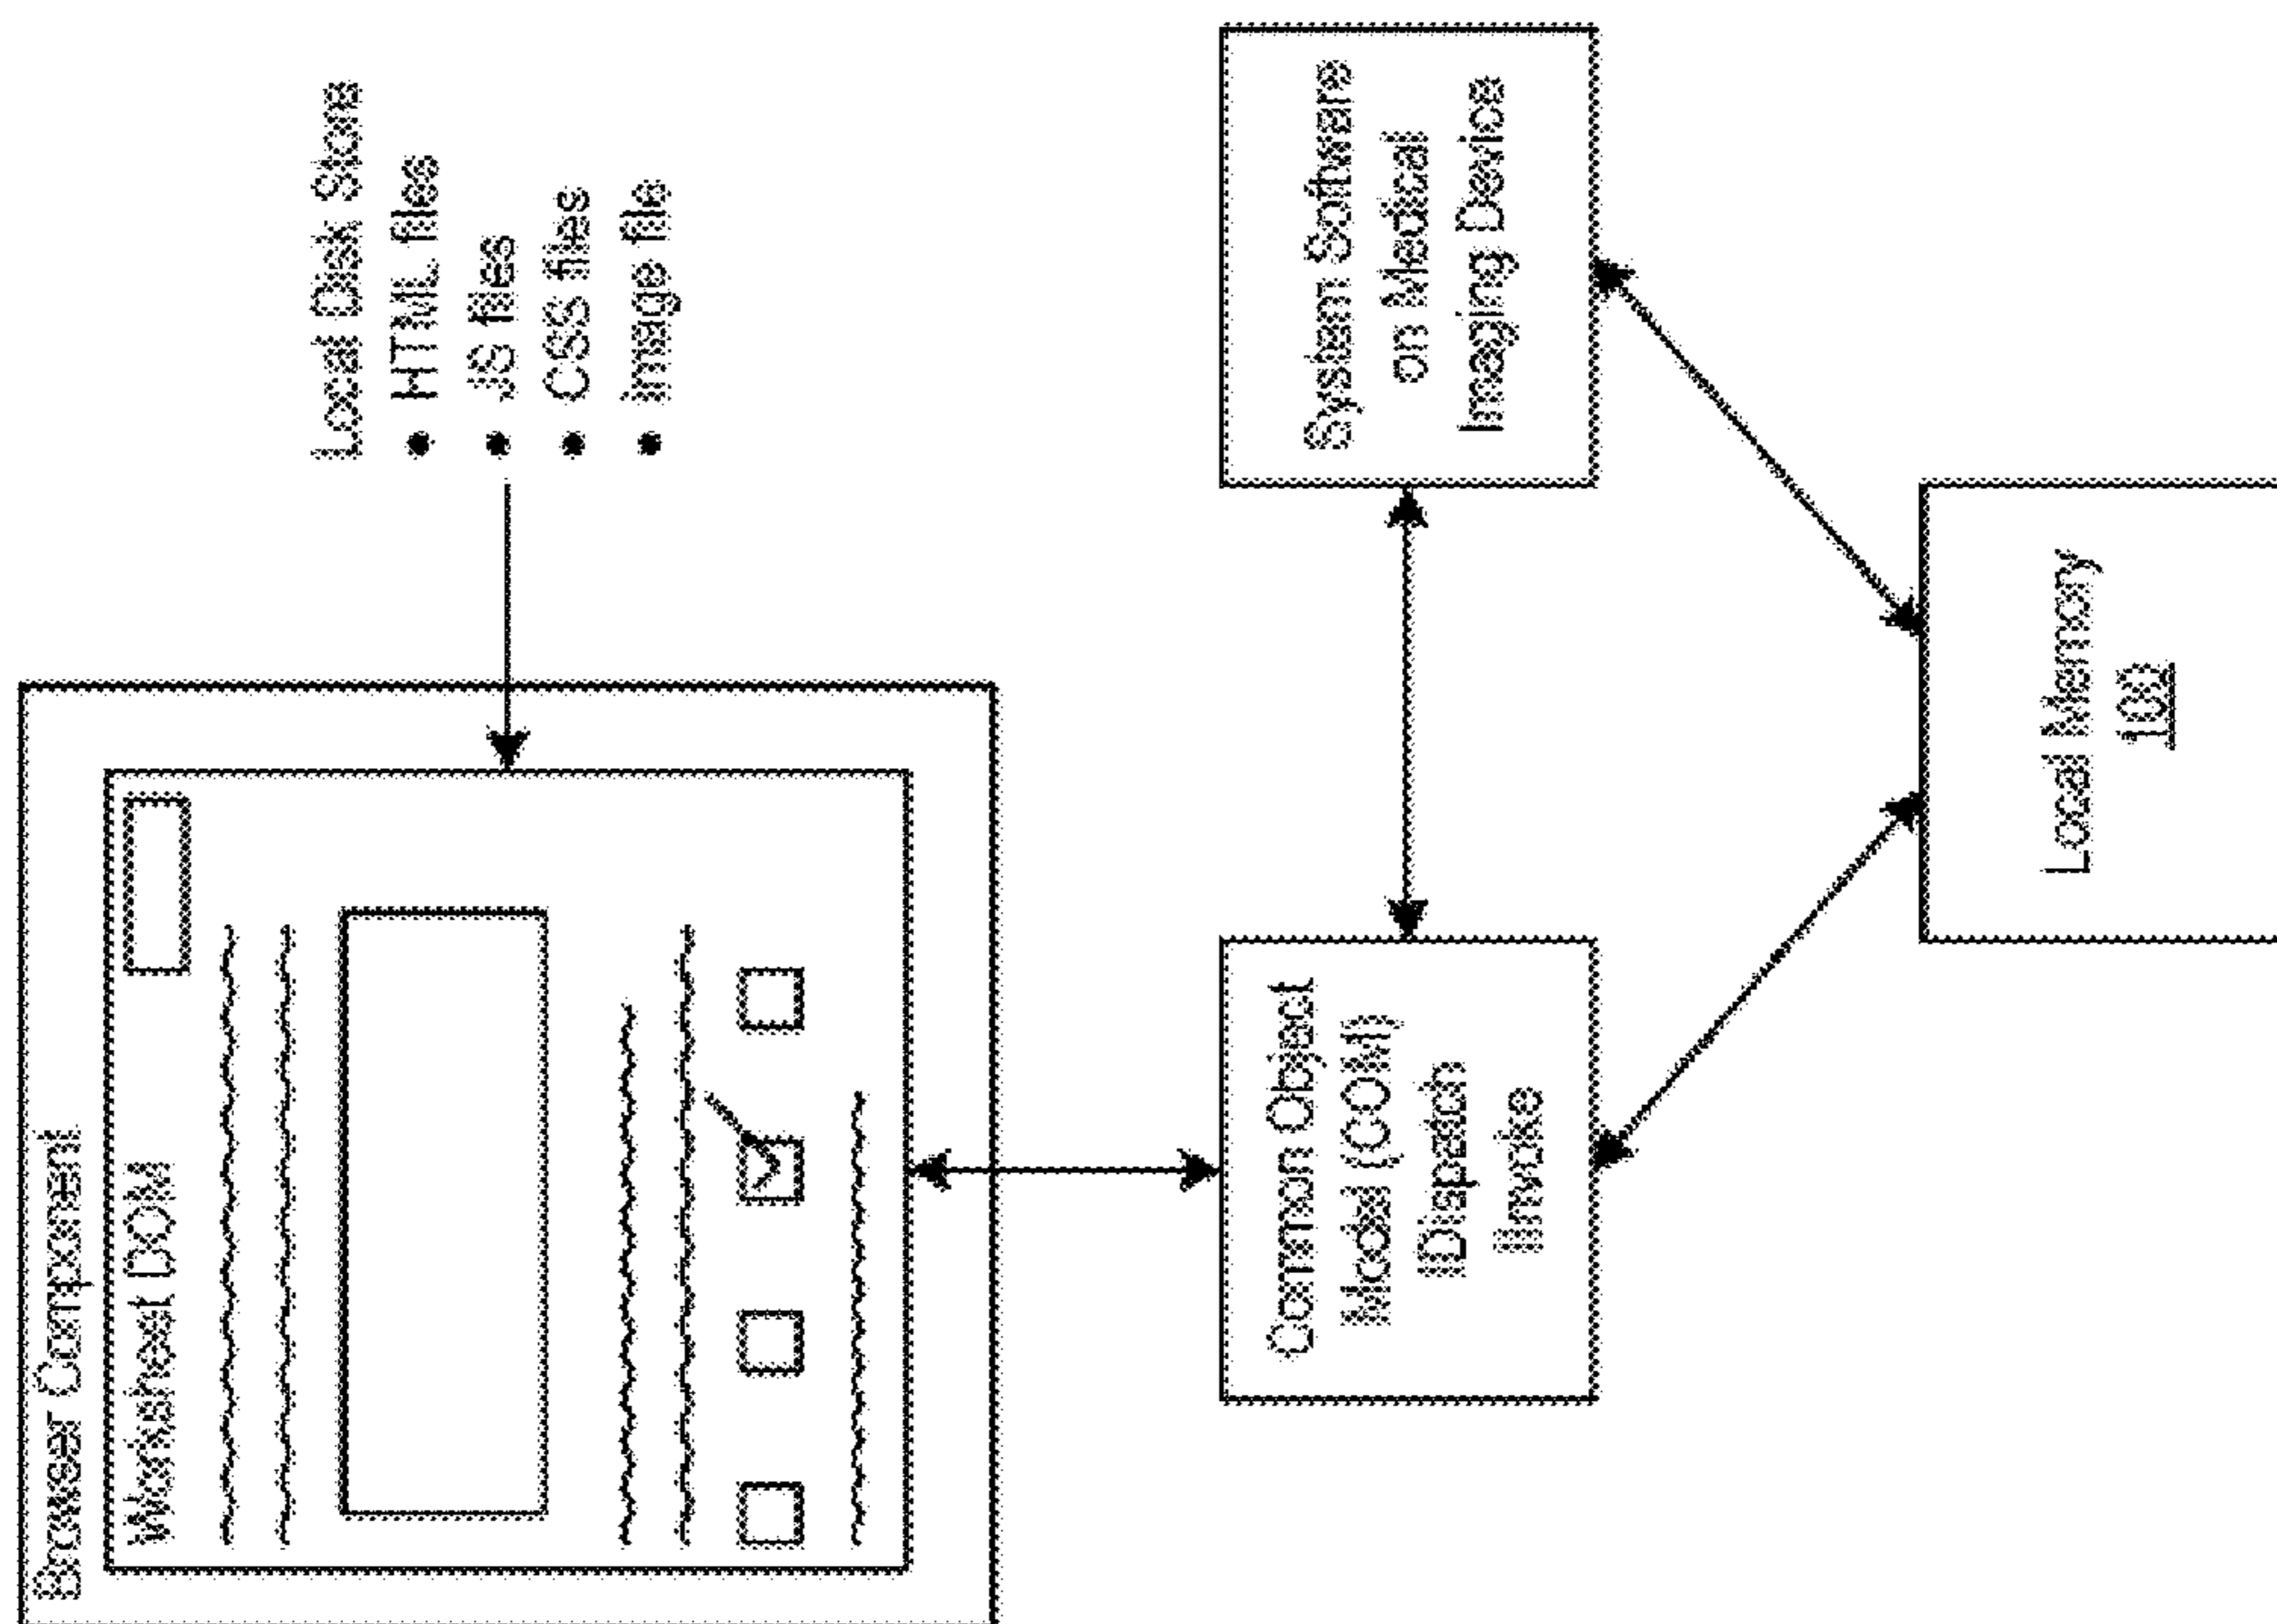 Browser Component
Worksheet DOM
Local Disk Store
• HTML files
• JS files
• CSS files
• image file
Common Object
Model (COM)
IDispatch
Invoke
System Software
on Medical
Imaging Device
Local Memory
100